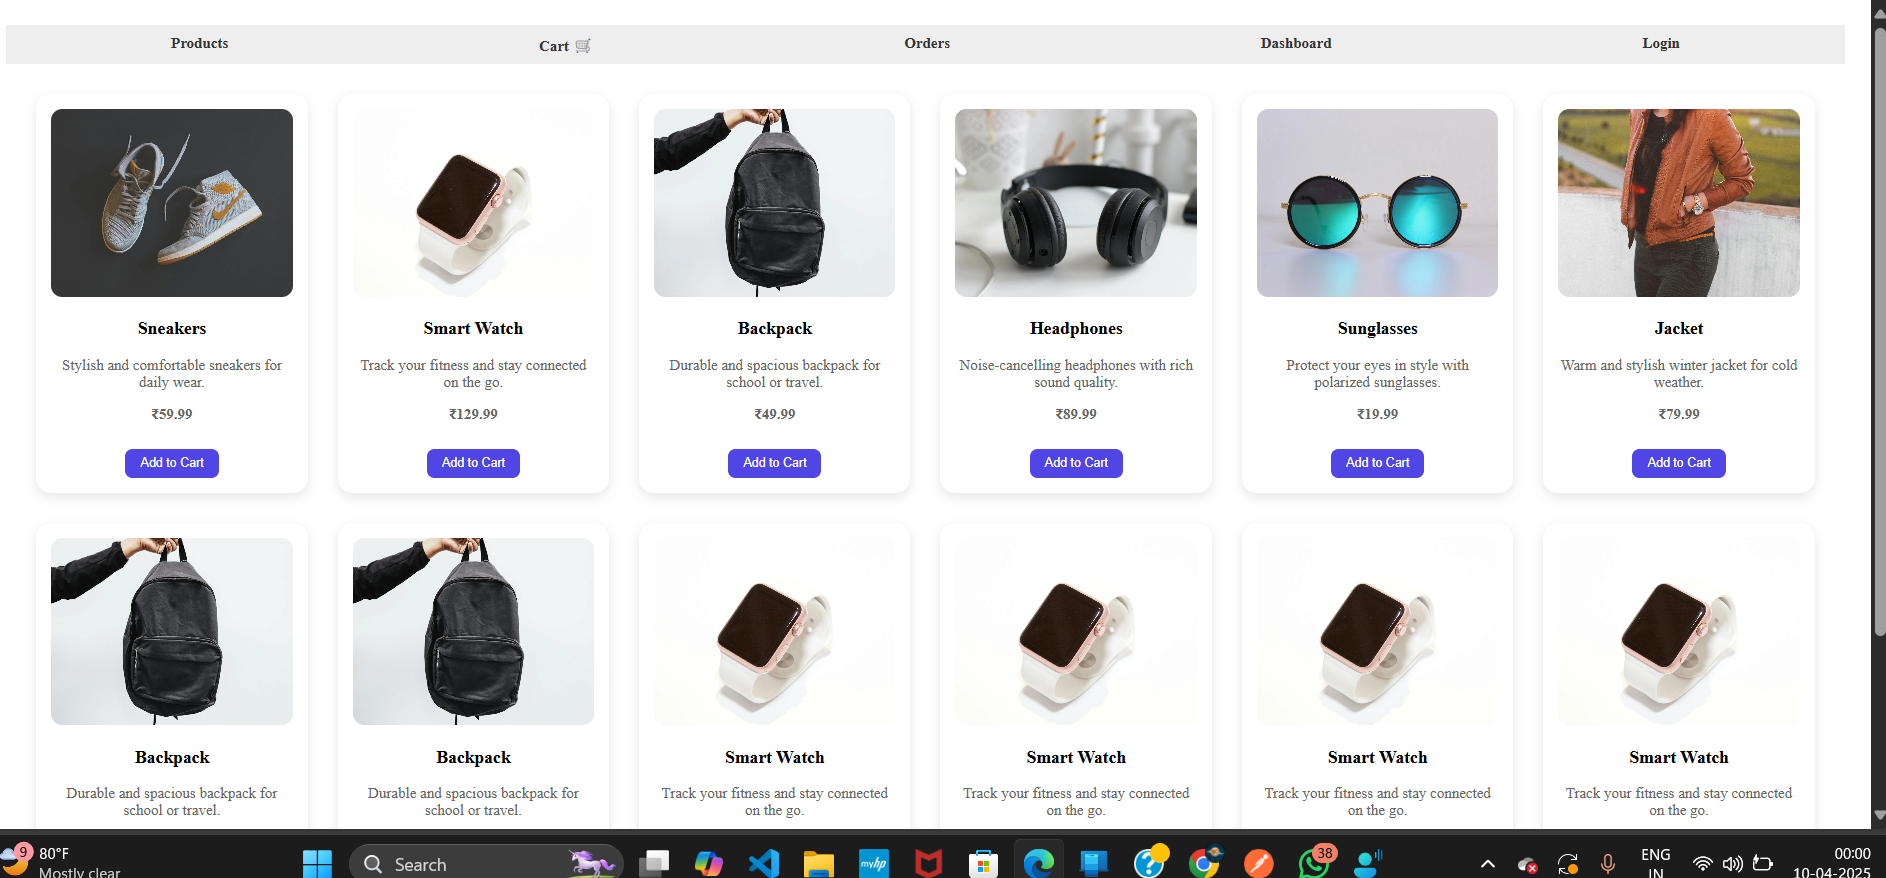 Products
Cart 🛒
Orders
Dashboard
Login
Sneakers
Stylish and comfortable sneakers for
daily wear.
₹59.99
Add to Cart
Smart Watch
Track your fitness and stay connected
on the go.
₹129.99
Add to Cart
Backpack
Durable and spacious backpack for
school or travel.
₹49.99
Add to Cart
Headphones
Noise-cancelling headphones with rich
sound quality.
₹89.99
Add to Cart
Sunglasses
Protect your eyes in style with
polarized sunglasses.
₹19.99
Add to Cart
Jacket
Warm and stylish winter jacket for cold
weather.
₹79.99
Add to Cart
Backpack
Durable and spacious backpack for
school or travel.
Backpack
Durable and spacious backpack for
school or travel.
Smart Watch
Track your fitness and stay connected
on the go.
Smart Watch
Track your fitness and stay connected
on the go.
Smart Watch
Track your fitness and stay connected
on the go.
Smart Watch
Track your fitness and stay connected
on the go.
9
80°F
Mostly clear
Search
myhp
38
ENG
IN
00:00
10-04-2025